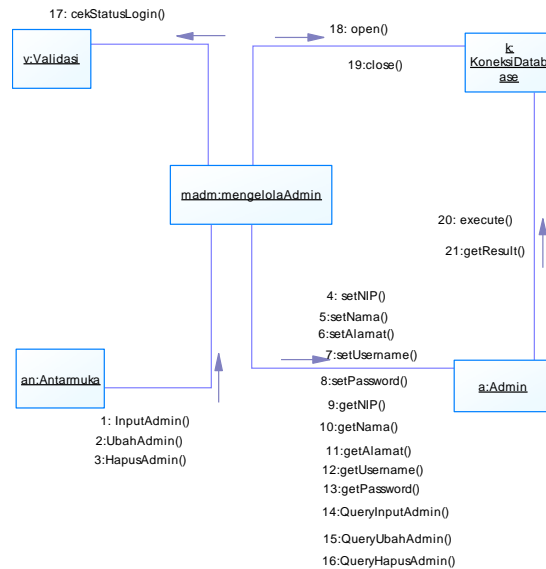 17: cekStatusLogin()
v:Validasi
18: open()
19:close()
k:
KoneksiDatab
ase
madm:mengelolaAdmin
20: execute()
21:getResult()
an:Antarmuka
1: InputAdmin()
2:UbahAdmin()
3:HapusAdmin()
4: setNIP()
5:setNama()
6:setAlamat()
7:setUsername()
8:setPassword()
9:getNIP()
10:getNama()
11:getAlamat()
12:getUsername()
13:getPassword()
14:QueryInputAdmin()
15:QueryUbahAdmin()
16:QueryHapusAdmin()
a:Admin